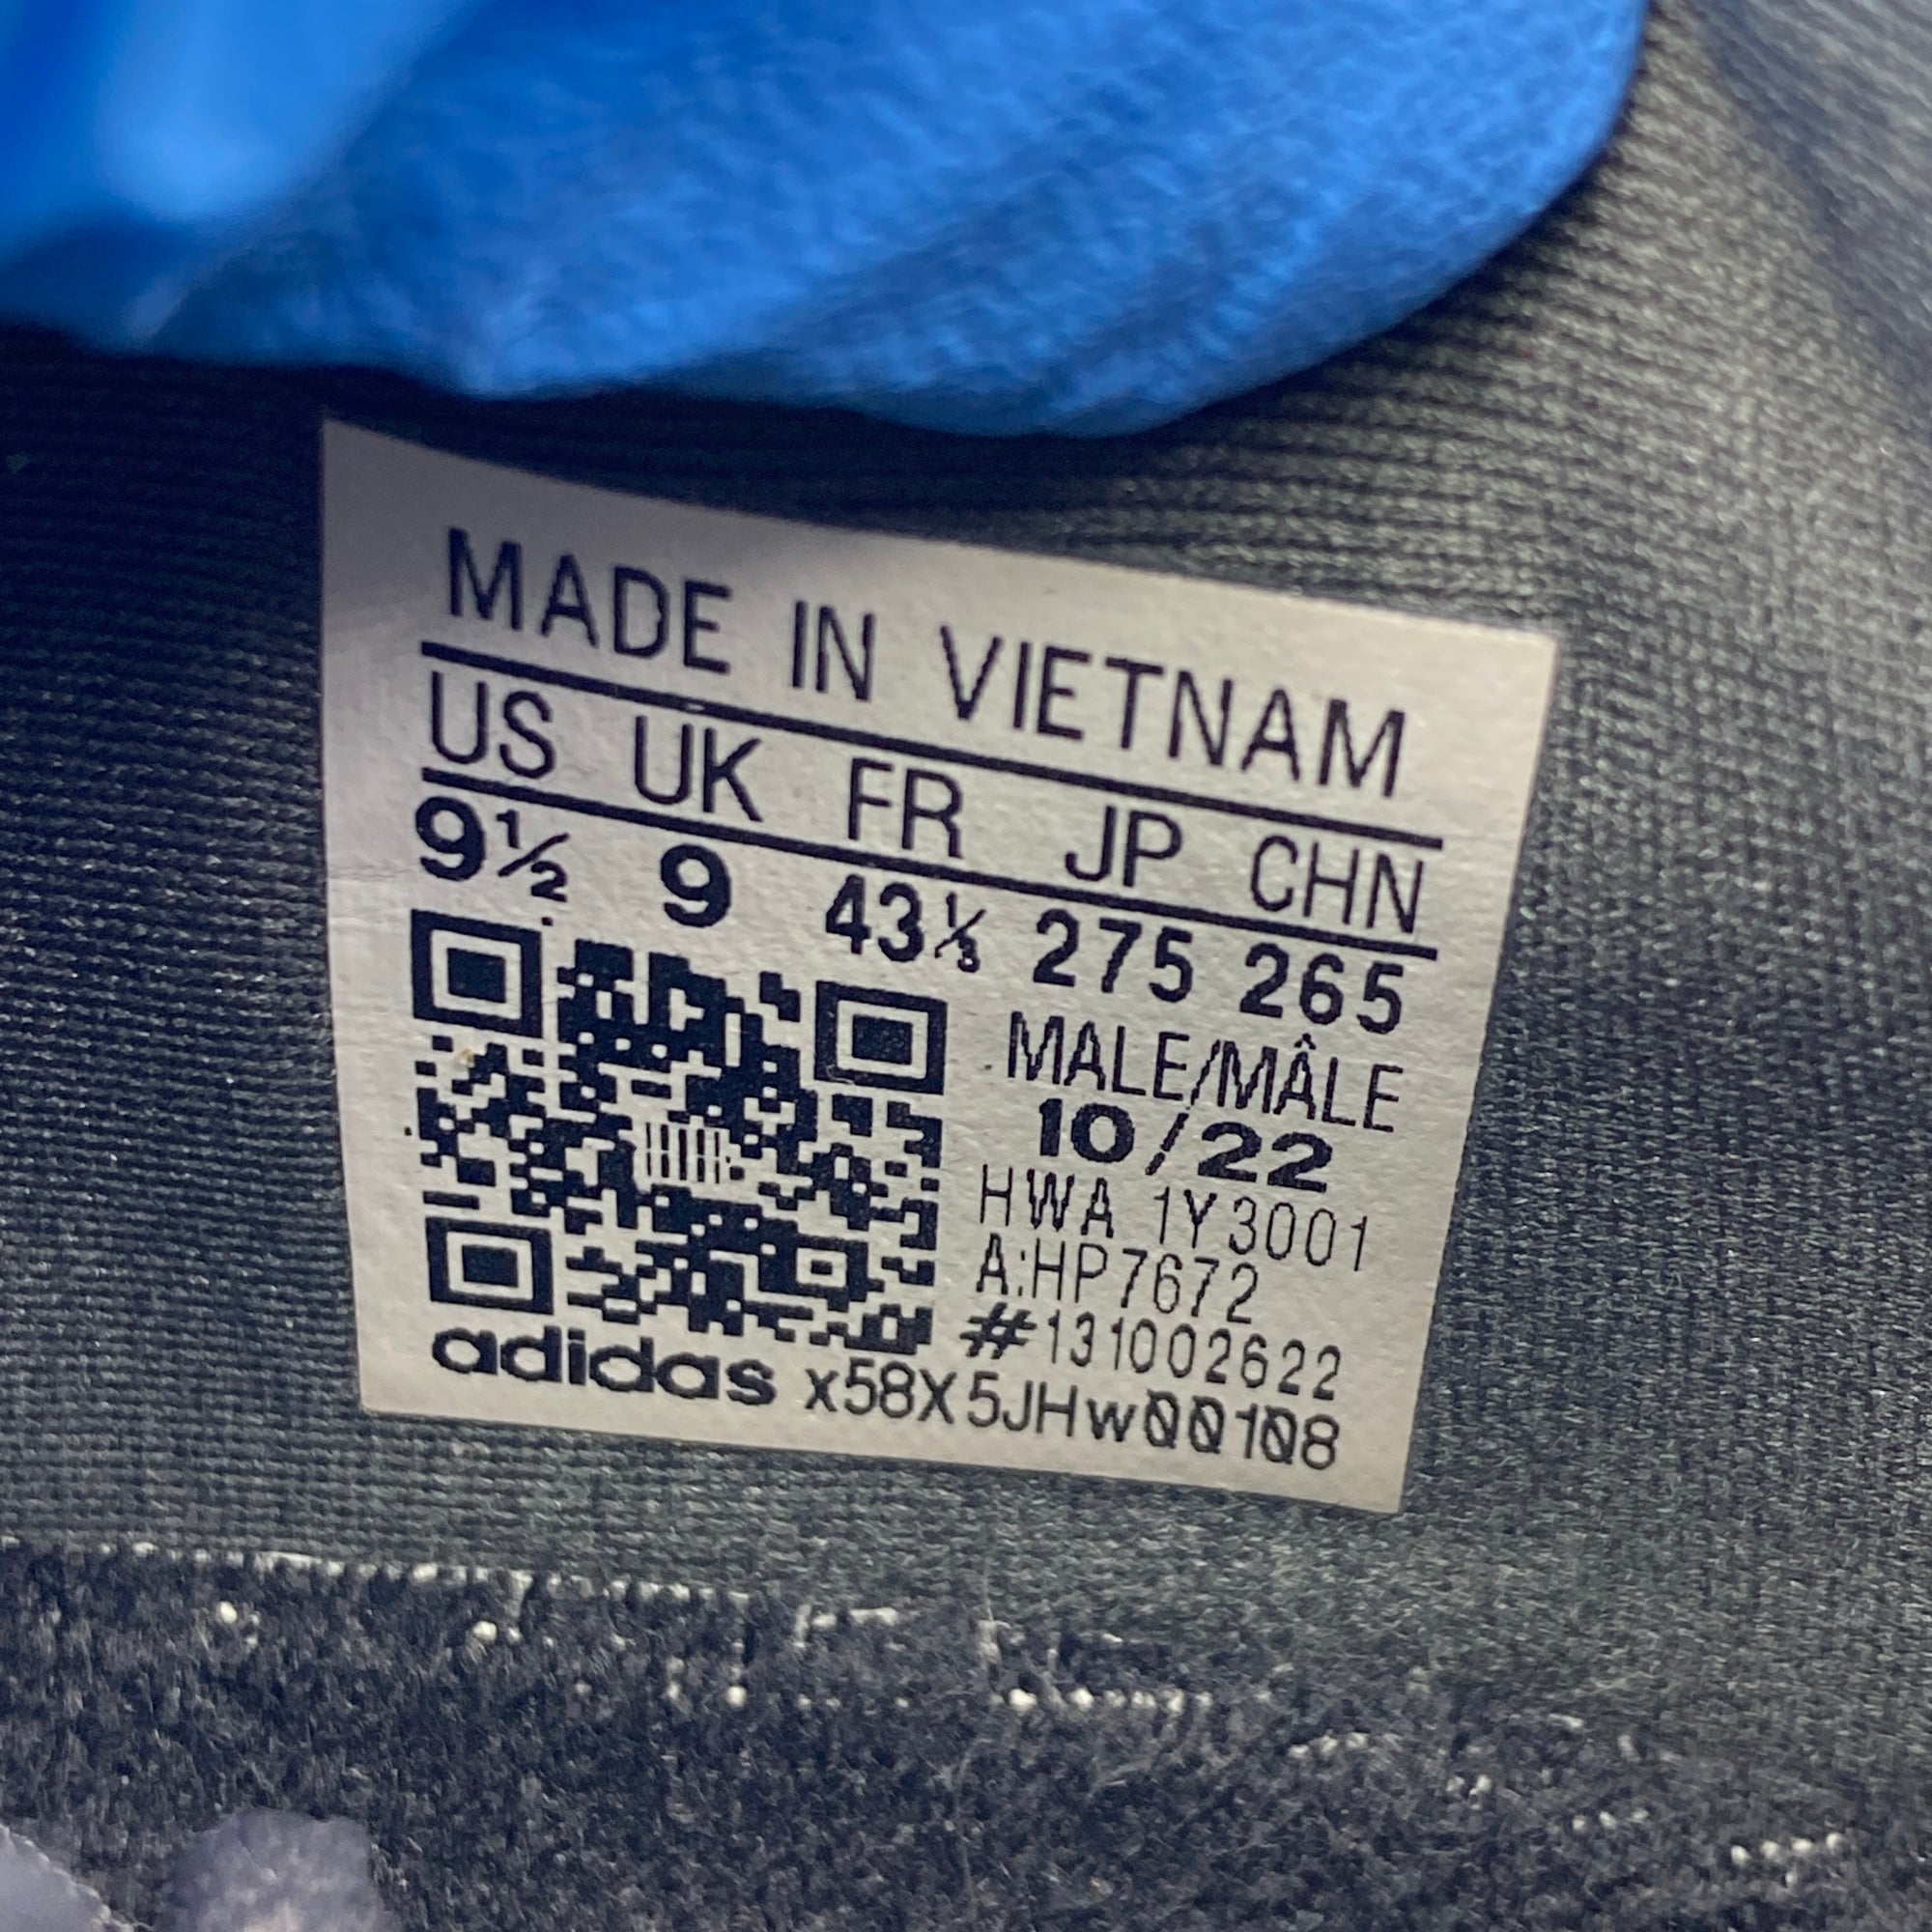 MADE IN VIETNAM
US UK FR JP CHN
9½ 9 43⅓ 275 265
MALE/MÂLE
10/22
HWA 1Y3001
A:HP7672
#131002622
adidas x58X5JHw00108